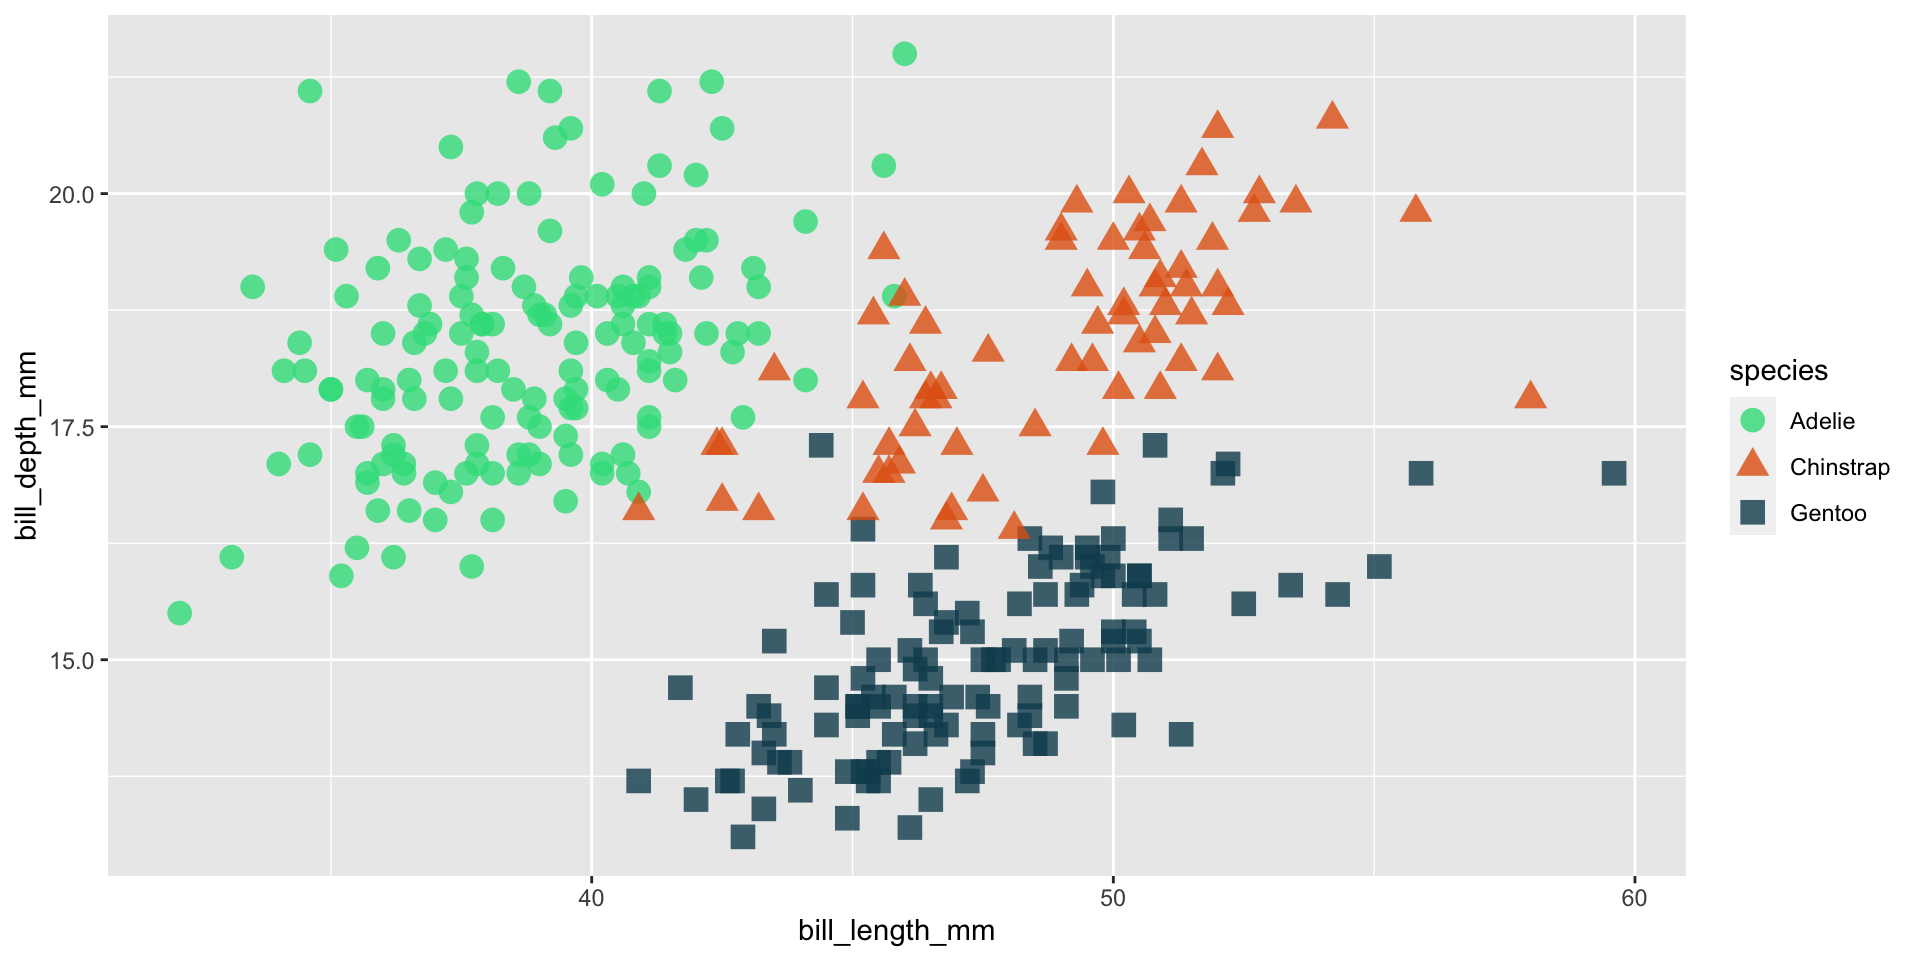 20.0
17.5
15.0
bill_depth_mm
40
50
60
bill_length_mm
species
Adelie
Chinstrap
Gentoo